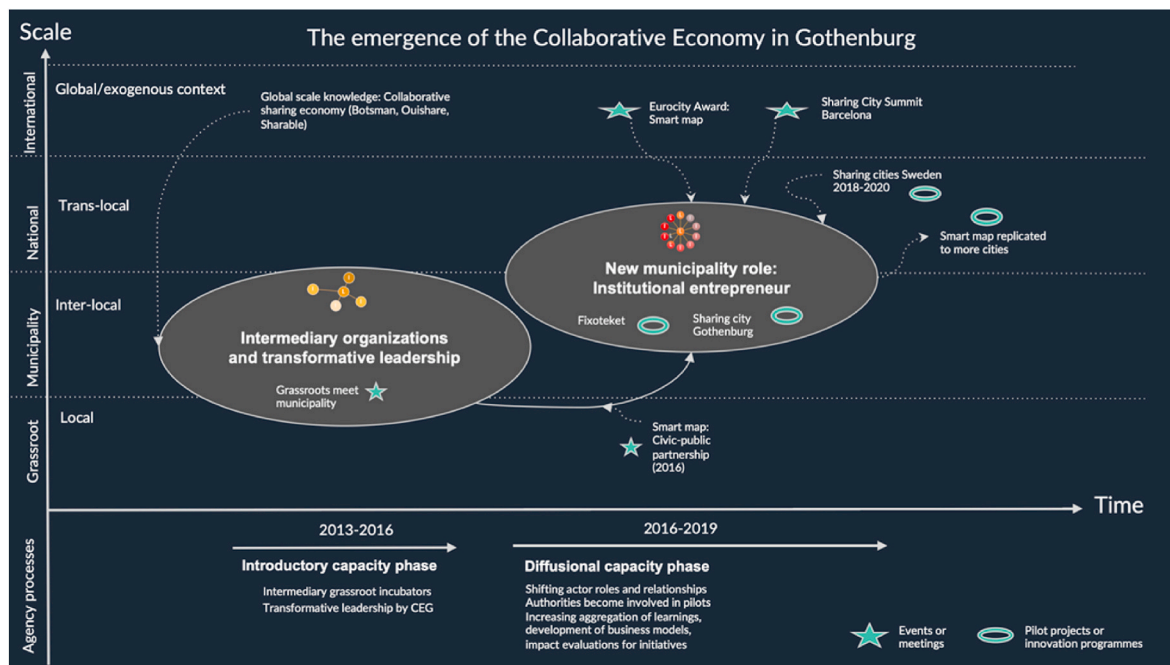 Scale
The emergence of the Collaborative Economy in Gothenburg
International
Global/exogenous context
Global scale knowledge: Collaborative
sharing economy (Botsman, Ouishare,
Sharable)
Eurocity Award:
Smart map
Sharing City Summit
Barcelona
National
Trans-local
Sharing cities Sweden
2018-2020
Smart map replicated
to more cities
New municipality role:
Institutional entrepreneur
Fixoteket
Sharing city
Gothenburg
Municipality
Inter-local
Intermediary organizations
and transformative leadership
Grassroots meet
municipality
Grassroot
Local
Smart map:
Civic-public
partnership
(2016)
Time
Agency processes
2013-2016
Introductory capacity phase
Intermediary grassroot incubators
Transformative leadership by CEG
2016-2019
Diffusional capacity phase
Shifting actor roles and relationships
Authorities become involved in pilots
Increasing aggregation of learnings,
development of business models,
impact evaluations for initiatives
Events or
meetings
Pilot projects or
innovation programmes